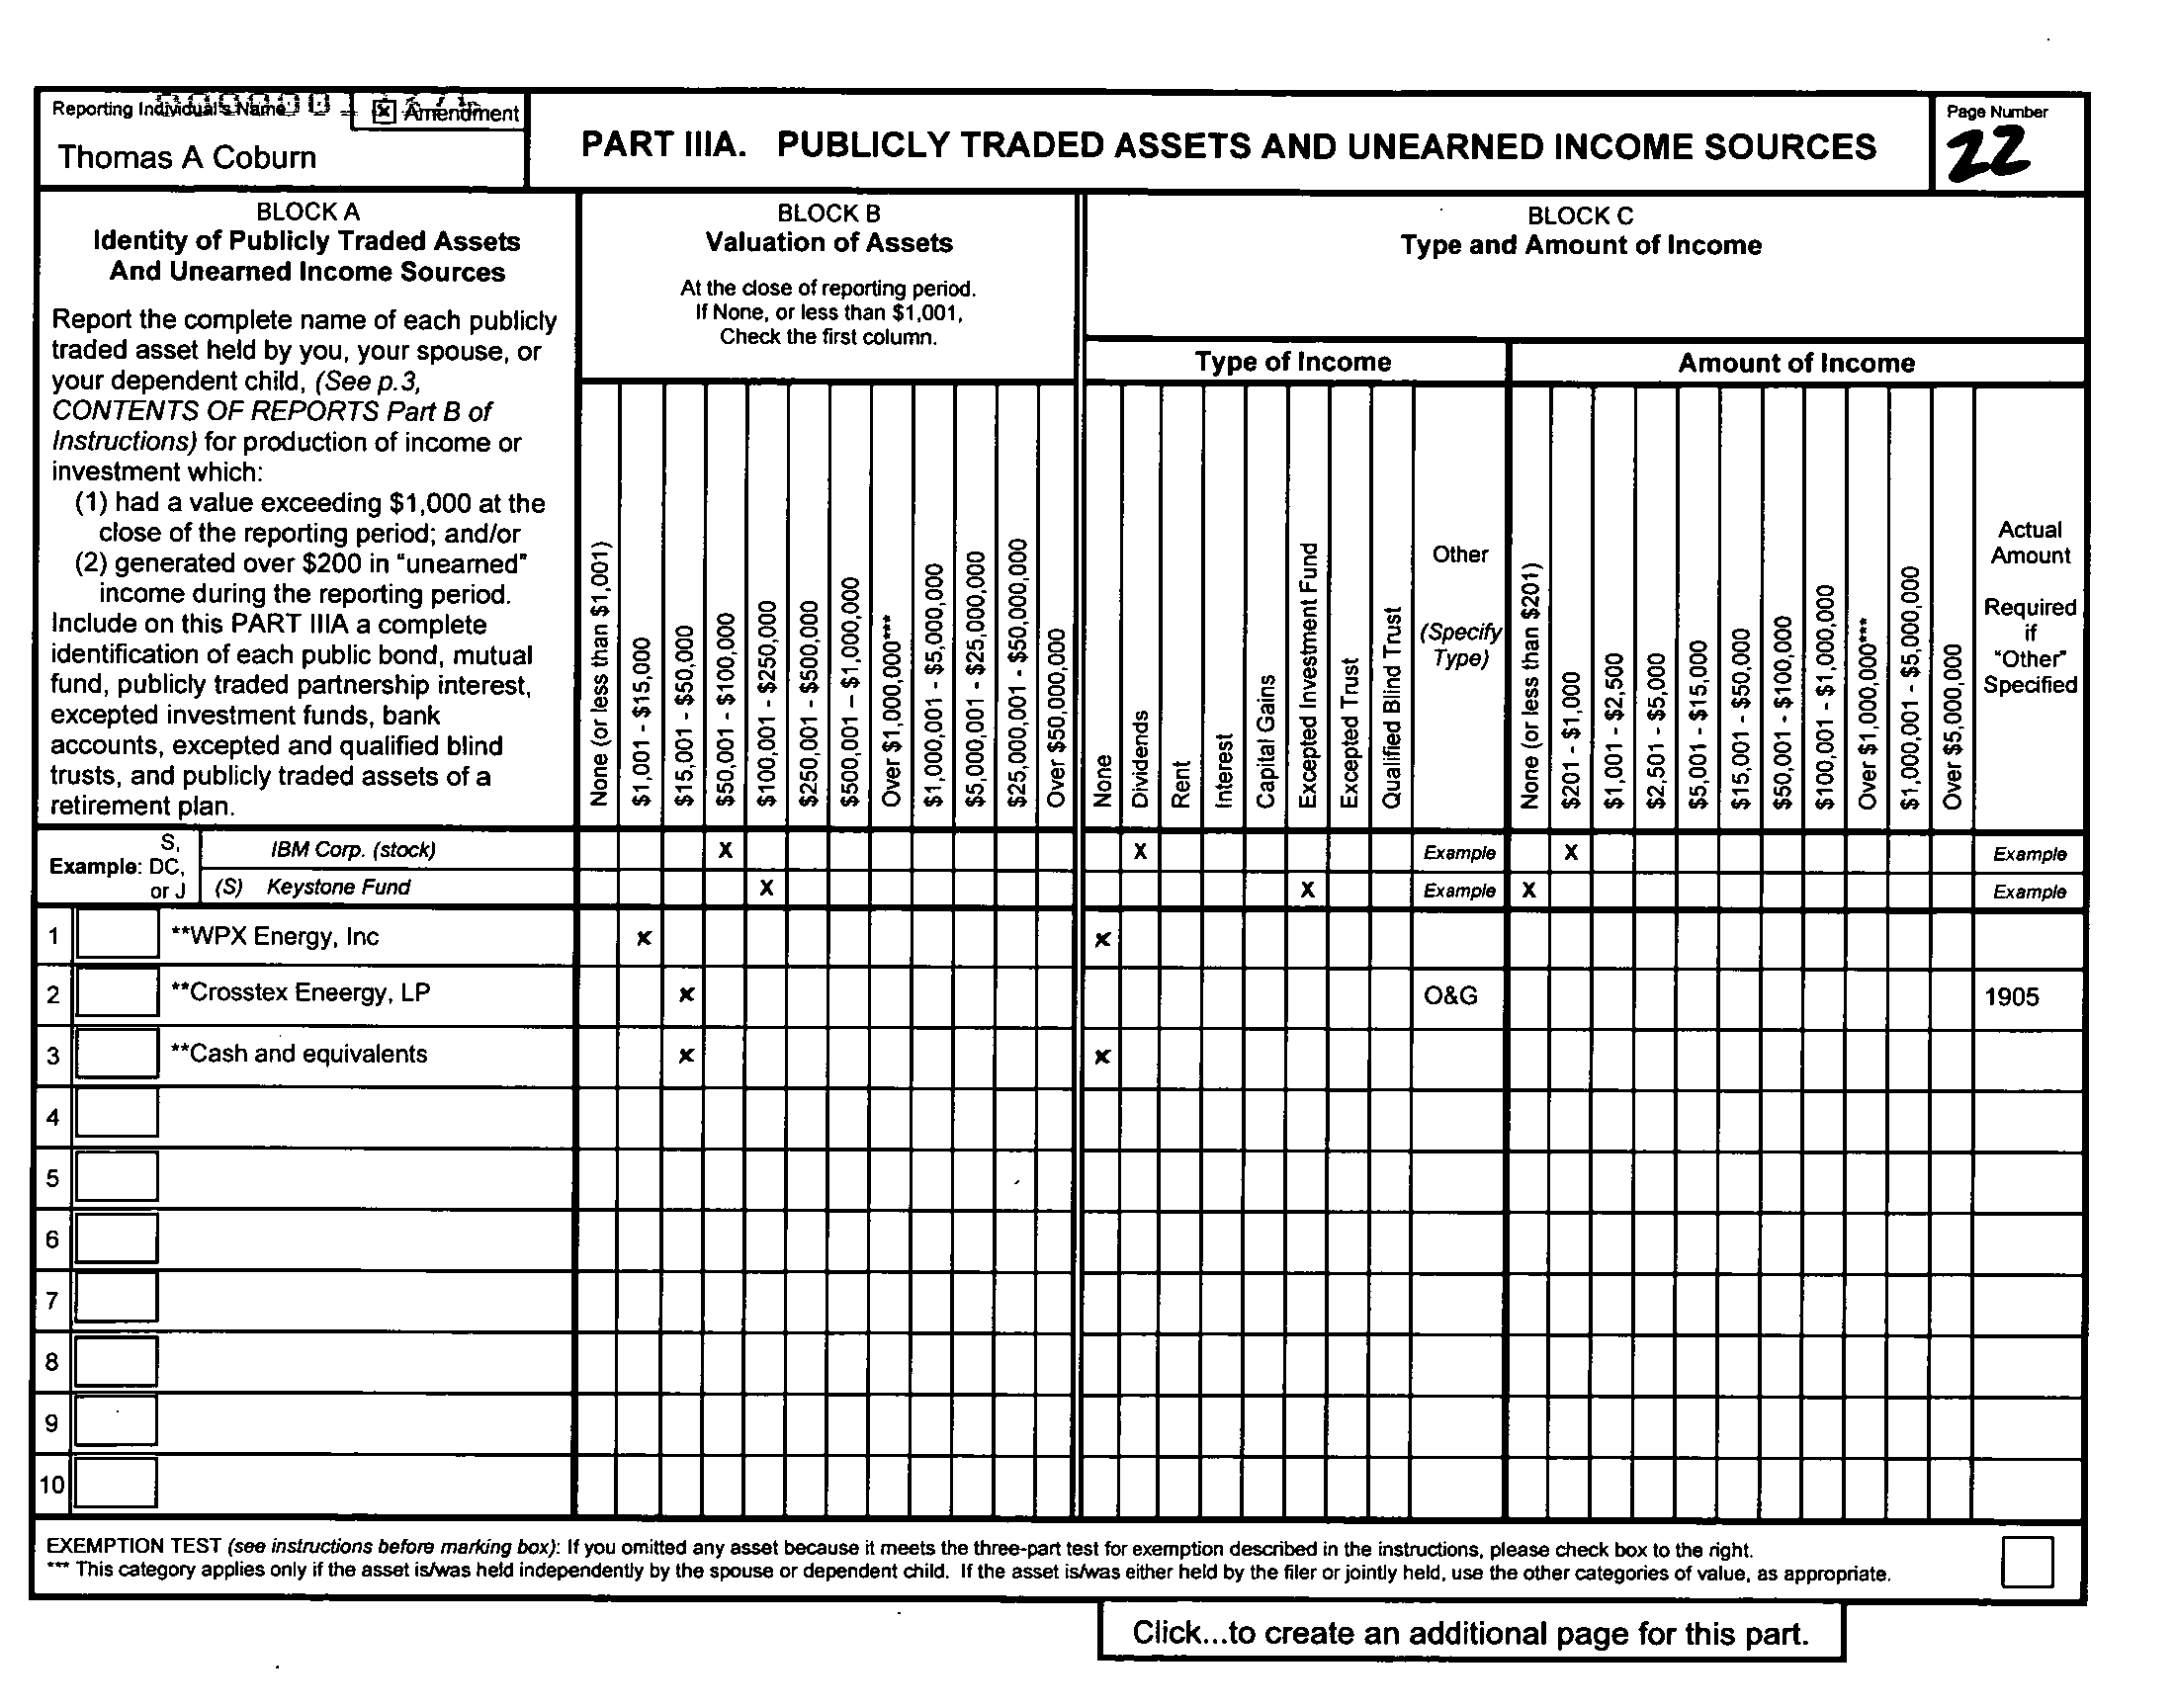 Reporting Individual's Name
x Amendment
Thomas A Coburn
PART IIIA. PUBLICLY TRADED ASSETS AND UNEARNED INCOME SOURCES
Page Number
22
BLOCK A
Identity of Publicly Traded Assets
And Unearned Income Sources
Report the complete name of each publicly
traded asset held by you, your spouse, or
your dependent child, (See p.3,
CONTENTS OF REPORTS Part B of
Instructions) for production of income or
investment which:
(1) had a value exceeding $1,000 at the
close of the reporting period; and/or
(2) generated over $200 in "unearned"
income during the reporting period.
Include on this PART IIIA a complete
identification of each public bond, mutual
fund, publicly traded partnership interest,
excepted investment funds, bank
accounts, excepted and qualified blind
trusts, and publicly traded assets of a
retirement plan.
BLOCK B
Valuation of Assets
At the close of reporting period.
If None, or less than $1,001,
Check the first column.
None (or less than $1,001)
$1,001 - $15,000
$15,001 - $50,000
$50,001 - $100,000
$100,001 - $250,000
$250,001 - $500,000
$500,001 – $1,000,000
Over $1,000,000***
$1,000,001 - $5,000,000
$5,000,001 - $25,000,000
$25,000,001 - $50,000,000
Over $50,000,000
BLOCK C
Type and Amount of Income
Type of Income
None
Dividends
Rent
Interest
Capital Gains
Excepted Investment Fund
Excepted Trust
Qualified Blind Trust
Other
(Specify
Type)
Amount of Income
None (or less than $201)
$201 - $1,000
$1,001 - $2,500
$2,501 - $5,000
$5,001 - $15,000
$15,001 - $50,000
$50,001 - $100,000
$100,001 - $1,000,000
Over $1,000,000***
$1,000,001 - $5,000,000
Over $5,000,000
Actual
Amount
Required
if
"Other"
Specified
Example: S, DC, or J
IBM Corp. (stock) X X Example X Example
(S) Keystone Fund X X Example X Example
1 **WPX Energy, Inc x x
2 **Crosstex Eneergy, LP x O&G 1905
3 **Cash and equivalents x x
4
5
6
7
8
9
10
EXEMPTION TEST (see instructions before marking box): If you omitted any asset because it meets the three-part test for exemption described in the instructions, please check box to the right.
*** This category applies only if the asset is/was held independently by the spouse or dependent child. If the asset is/was either held by the filer or jointly held, use the other categories of value, as appropriate.
Click...to create an additional page for this part.